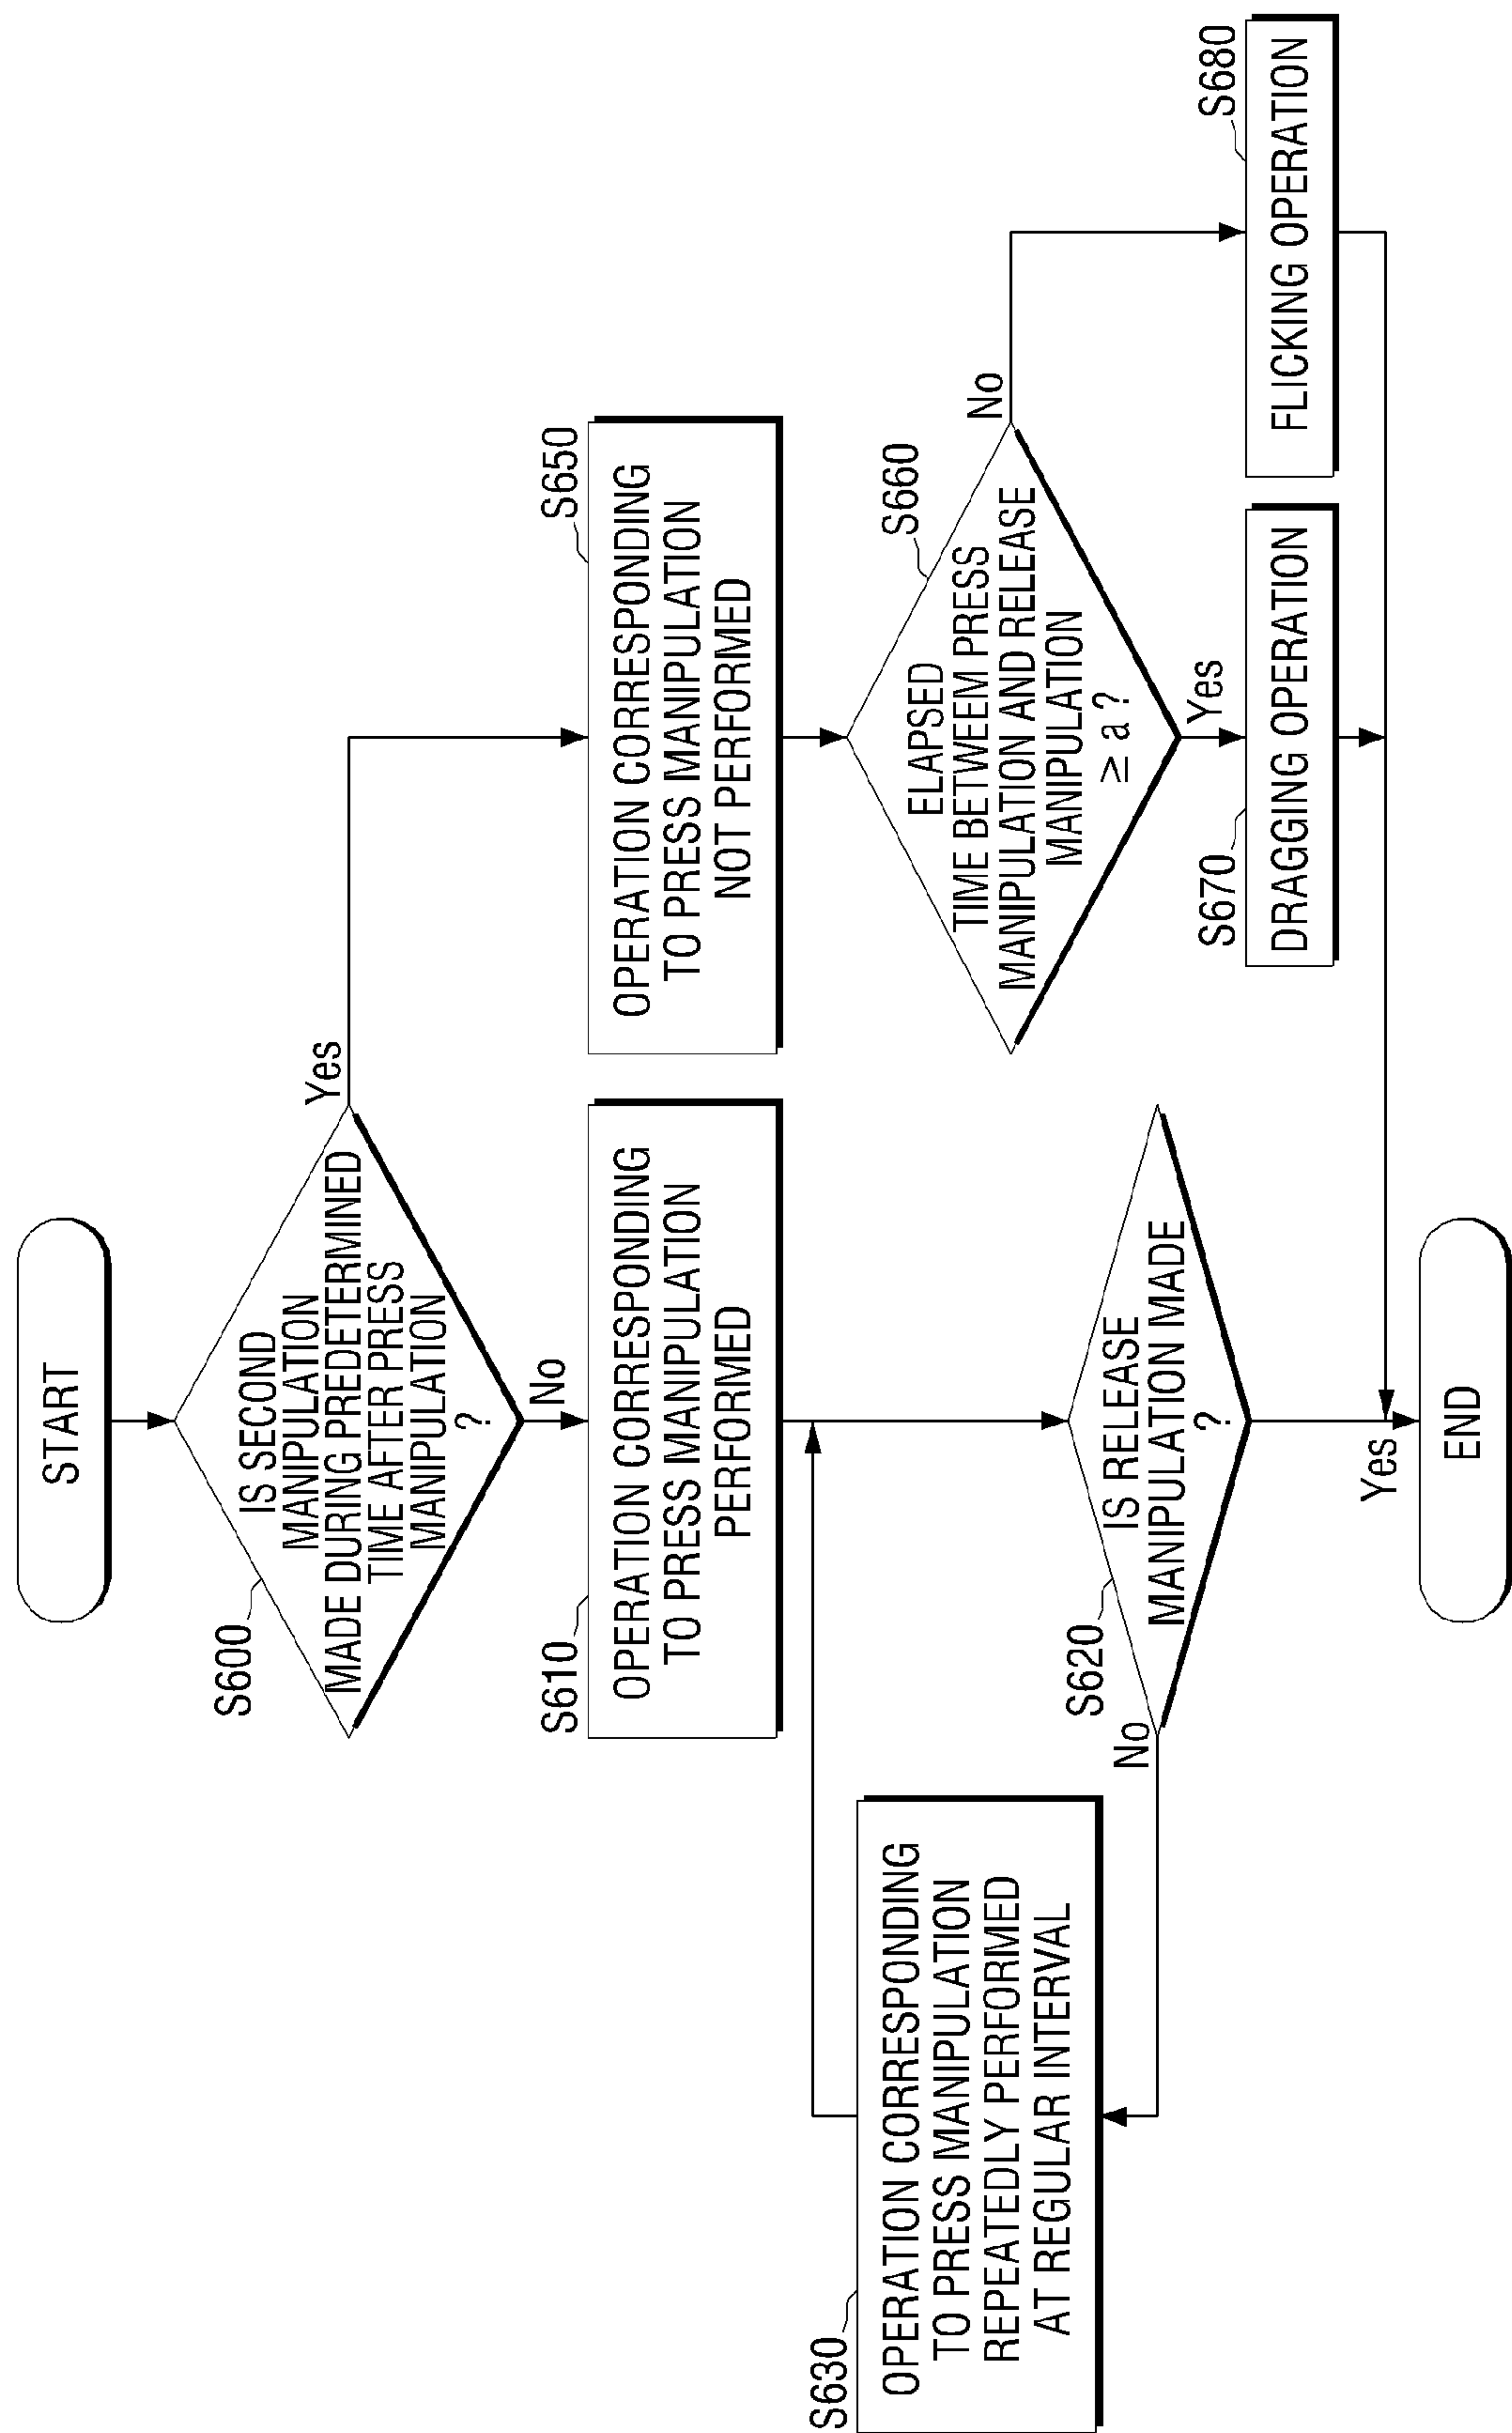 START
S600
IS SECOND
MANIPULATION
MADE DURING PREDETERMINED
TIME AFTER PRESS
MANIPULATION
?
Yes
No
S610
OPERATION CORRESPONDING
TO PRESS MANIPULATION
PERFORMED
S650
OPERATION CORRESPONDING
TO PRESS MANIPULATION
NOT PERFORMED
S630
OPERATION CORRESPONDING
TO PRESS MANIPULATION
REPEATEDLY PERFORMED
AT REGULAR INTERVAL
S660
ELAPSED
TIME BETWEEM PRESS
MANIPULATION AND RELEASE
MANIPULATION
≥ a ?
No
Yes
S620
IS RELEASE
MANIPULATION MADE
?
No
Yes
S670
DRAGGING OPERATION
S680
FLICKING OPERATION
END